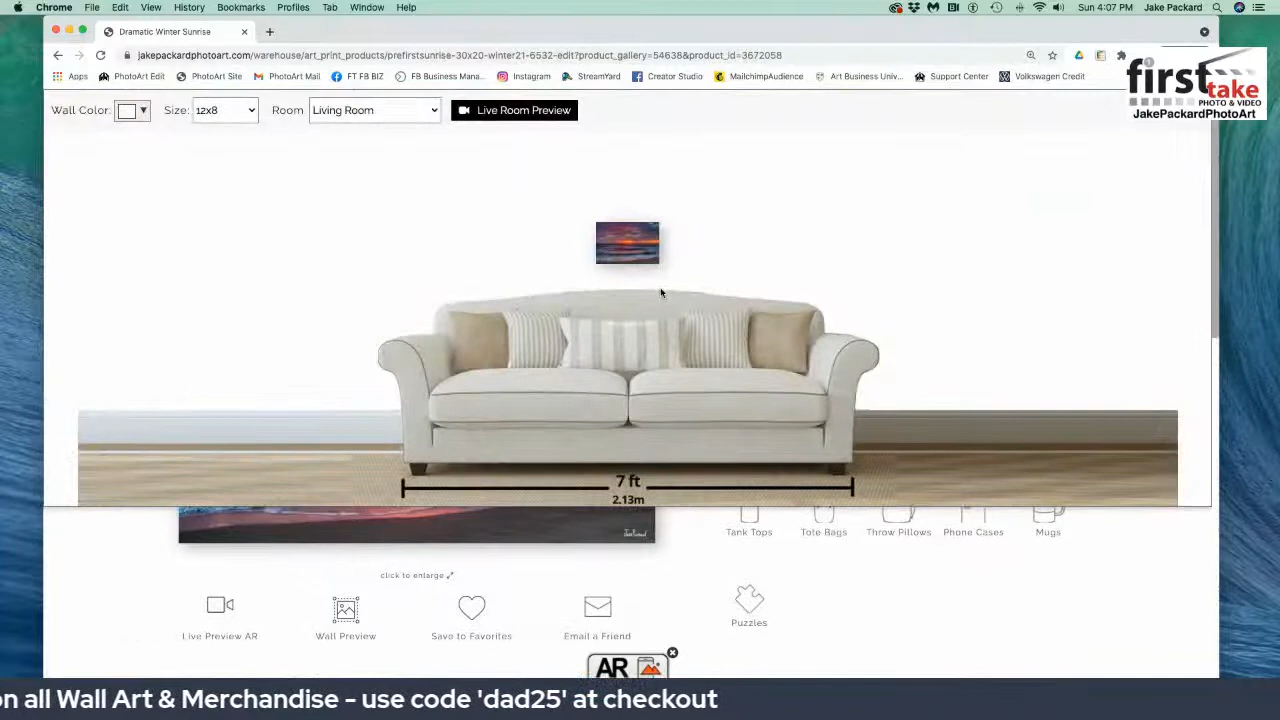 Chrome File Edit View History Bookmarks Profiles Tab Window Help Sun 4:07 PM Jake Packard
Dramatic Winter Sunrise
jakepackardphotoart.com/warehouse/art_print_products/prefirstsunrise-30x20-winter21-6532-edit?product_gallery=54638&product_id=3672058
Apps PhotoArt Edit PhotoArt Site PhotoArt Mail FT FB BIZ FB Business Mana... Instagram StreamYard Creator Studio MailchimpAudience Art Business Univ... Support Center Volkswagen Credit
first
take
PHOTO & VIDEO
JakePackardPhotoArt
Wall Color: Size: 12x8 Room Living Room Live Room Preview
7 ft
2.13m
Tank Tops Tote Bags Throw Pillows Phone Cases Mugs
click to enlarge
Live Preview AR Wall Preview Save to Favorites Email a Friend Puzzles
AR
on all Wall Art & Merchandise - use code 'dad25' at checkout